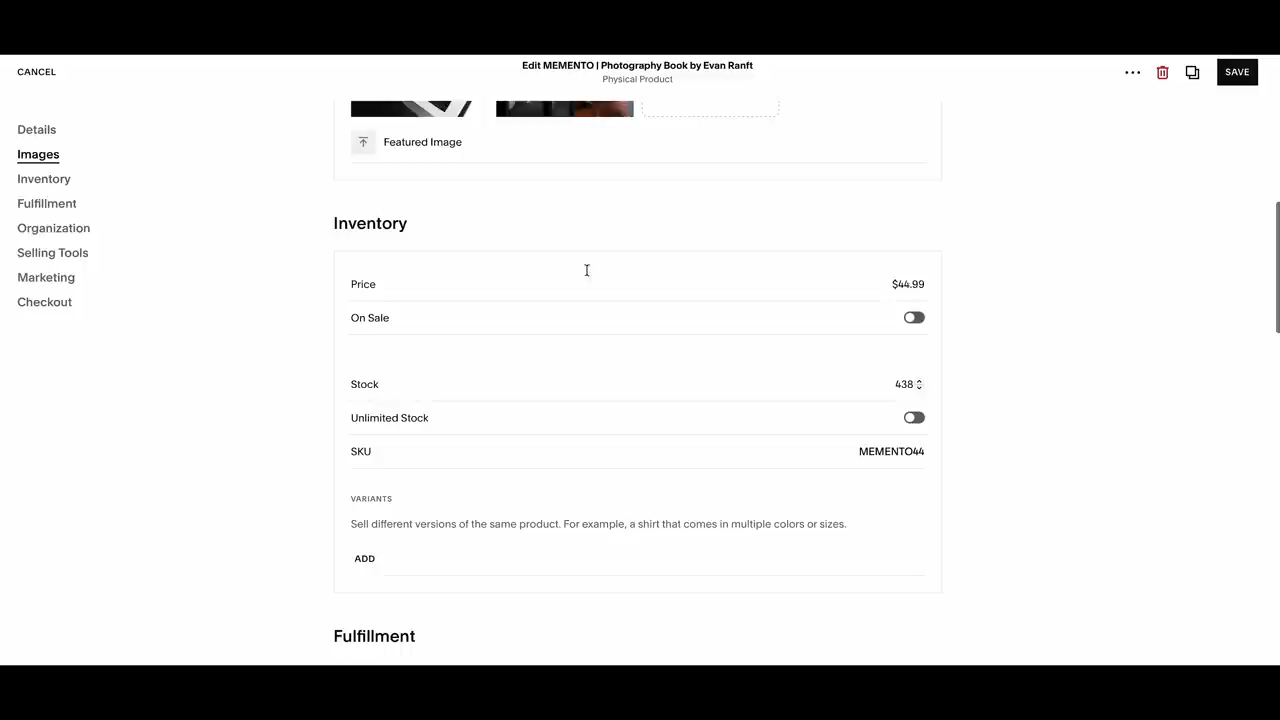 CANCEL
Edit MEMENTO | Photography Book by Evan Ranft
Physical Product
SAVE
Details
Images
Inventory
Fulfillment
Organization
Selling Tools
Marketing
Checkout
Featured Image
Inventory
Price $44.99
On Sale
Stock 438
Unlimited Stock
SKU MEMENTO44
VARIANTS
Sell different versions of the same product. For example, a shirt that comes in multiple colors or sizes.
ADD
Fulfillment